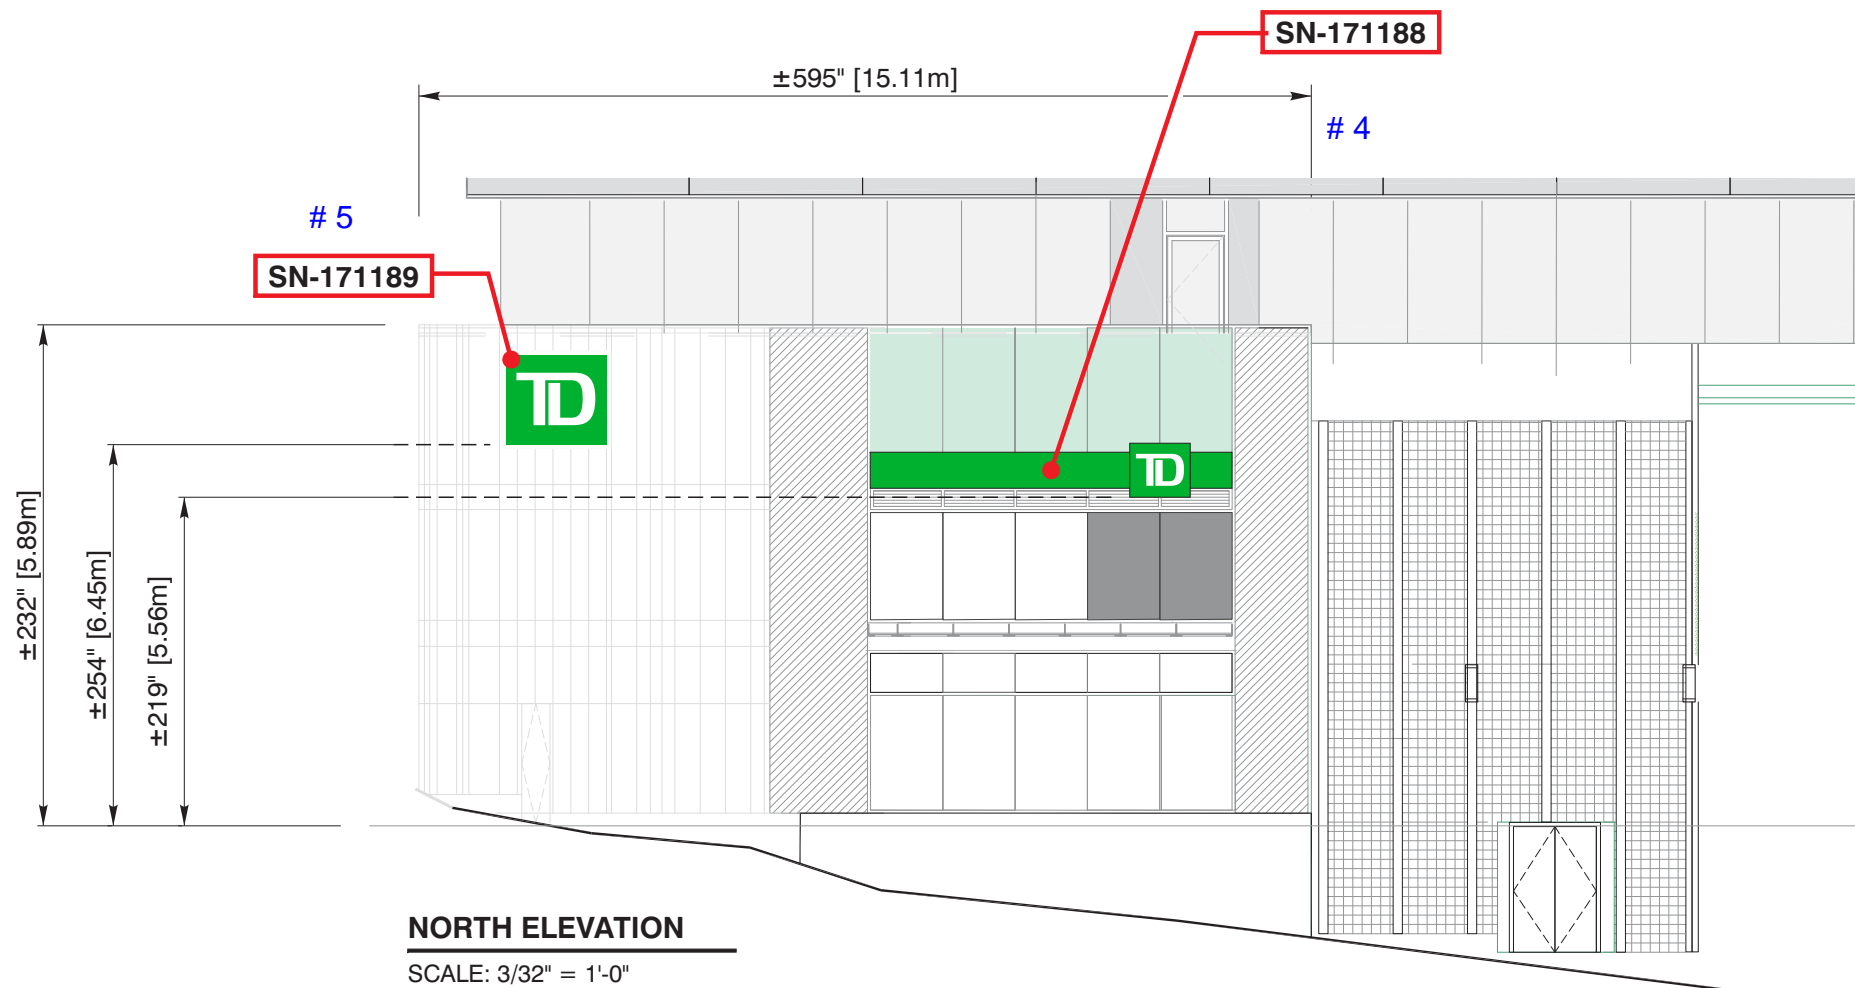 SN-171188
±595" [15.11m]
# 4
# 5
SN-171189
TD
TD
±232" [5.89m]
±254" [6.45m]
±219" [5.56m]
NORTH ELEVATION
SCALE: 3/32" = 1'-0"